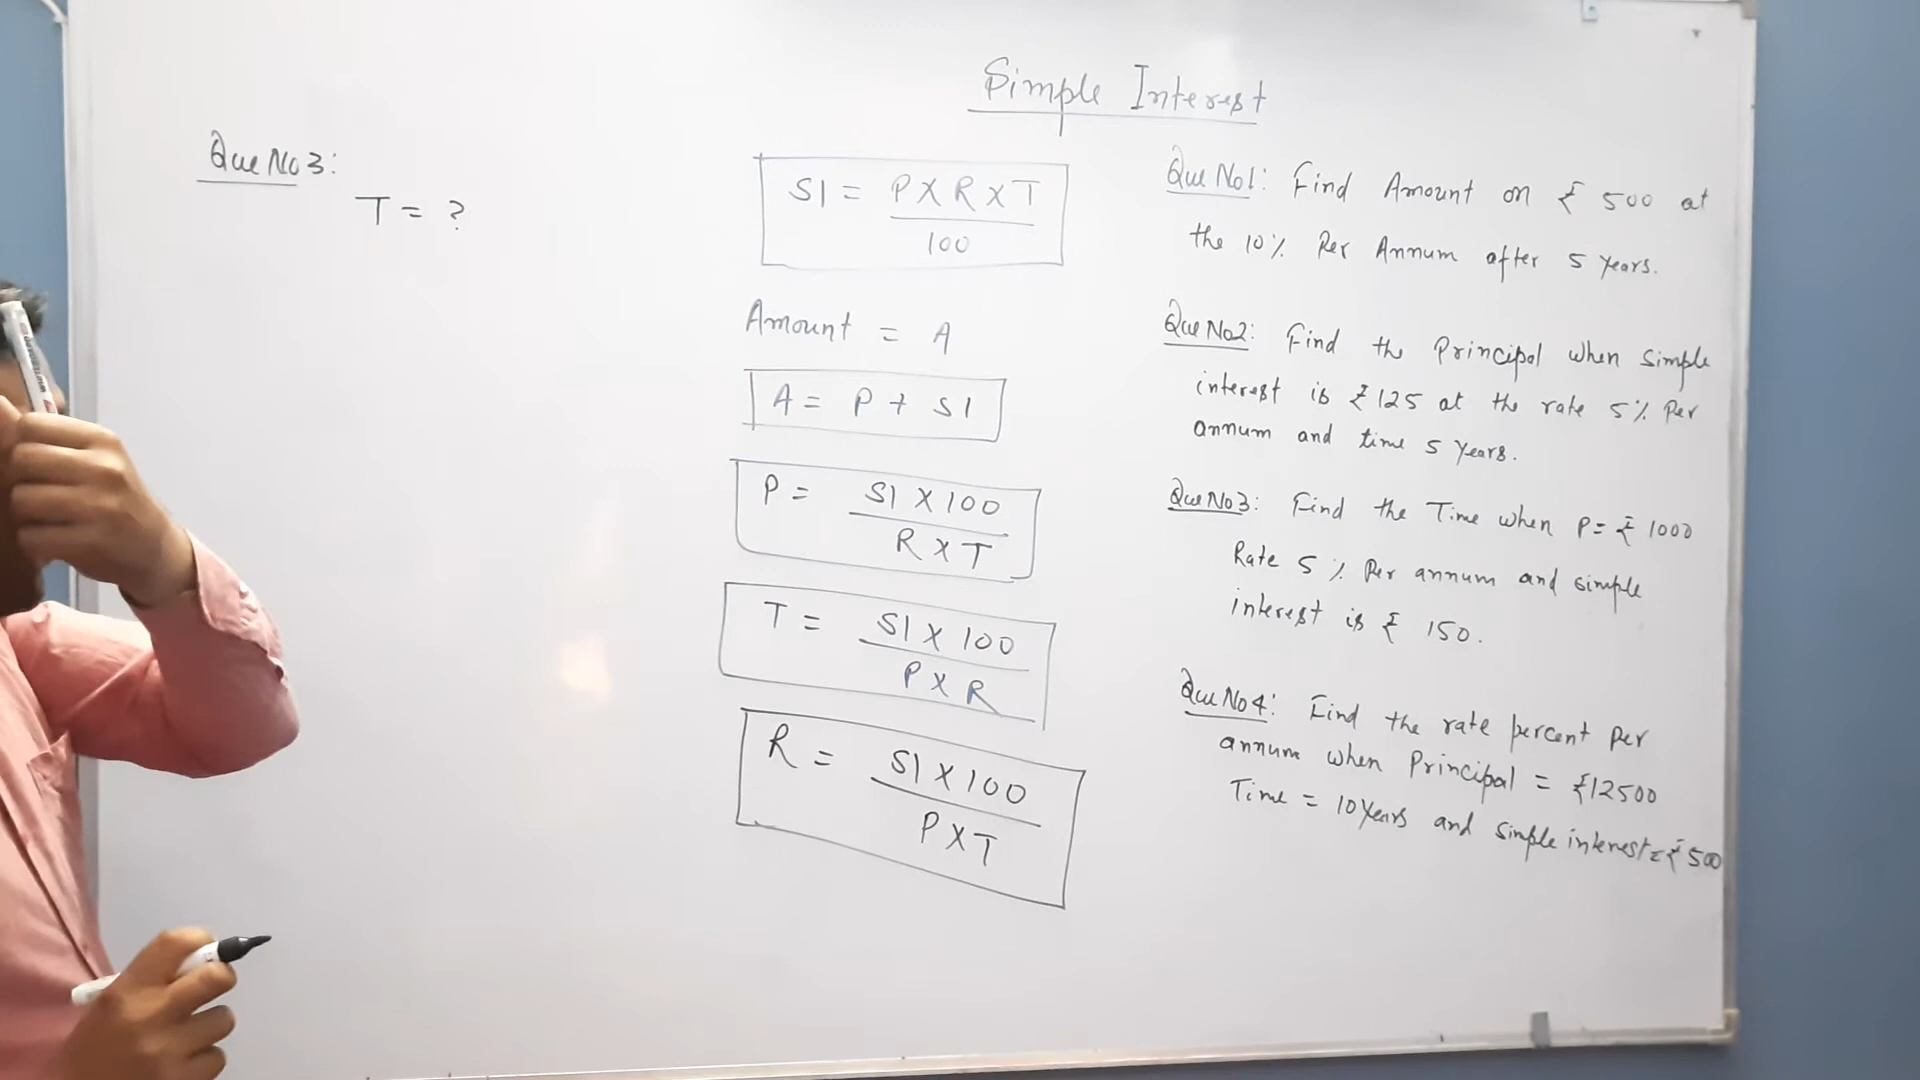 Simple Interest
Que No 3:
T = ?
SI = P X R X T
100
Amount = A
A = P + SI
P = SI X 100
R X T
T = SI X 100
P X R
R = SI X 100
P X T
Que No1: Find Amount on ₹ 500 at
the 10% Per Annum after 5 years.
Que No2: Find the Principal when simple
interest is ₹ 125 at the rate 5% Per
annum and time 5 years.
Que No3: Find the Time when P= ₹ 1000
Rate 5 % Per annum and simple
interest is ₹ 150.
Que No4: Find the rate percent Per
annum when Principal = ₹12500
Time = 10 years and simple interest = ₹ 500